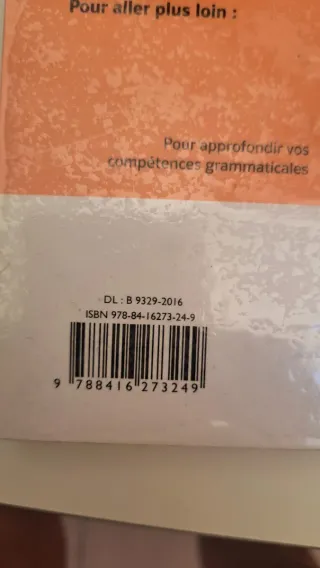 Pour aller plus loin :
Pour approfondir vos
compétences grammaticales
DL : B 9329-2016
ISBN 978-84-16273-24-9
9 788416 273249